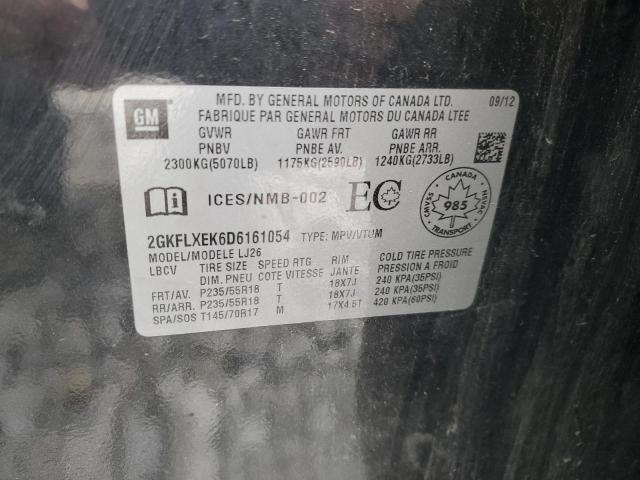 GM
MFD. BY GENERAL MOTORS OF CANADA LTD. 09/12
FABRIQUE PAR GENERAL MOTORS DU CANADA LTEE
GVWR GAWR FRT GAWR RR
PNBV PNBE AV. PNBE ARR.
2300KG(5070LB) 1175KG(2590LB) 1240KG(2733LB)
ICES/NMB-002 EC
CANADA
SVAC NSVAC
985
TRANSPORT
2GKFLXEK6D6161054 TYPE: MPV/VTUM
MODEL/MODELE LJ26
LBCV TIRE SIZE SPEED RTG RIM COLD TIRE PRESSURE
DIM. PNEU COTE VITESSE JANTE PRESSION A FROID
FRT/AV. P235/55R18 T 18X7J 240 KPA(35PSI)
RR/ARR. P235/55R18 T 18X7J 240 KPA(35PSI)
SPA/SOS T145/70R17 M 17X4.5T 420 KPA(60PSI)